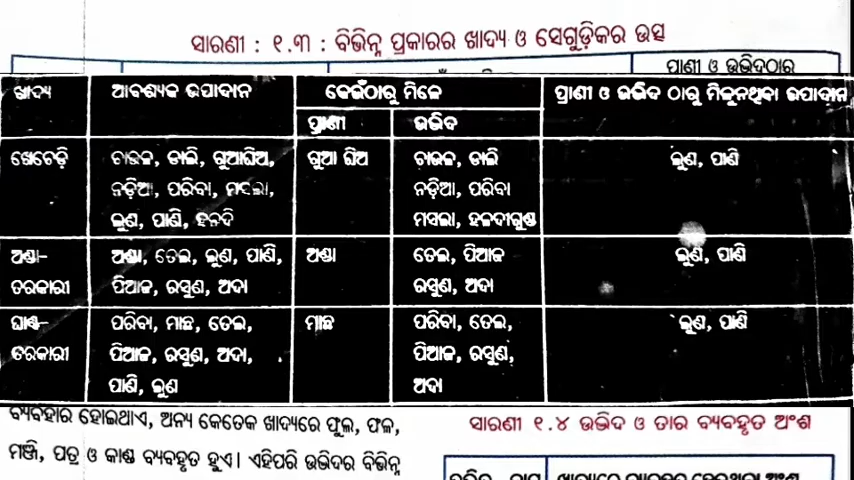 ସାରଣୀ : ୧.୩ : ବିଭିନ୍ନ ପ୍ରକାରର ଖାଦ୍ୟ ଓ ସେଗୁଡ଼ିକର ଉତ୍ସ
ପାଣୀ ଓ ଉଦ୍ଭିଦଠାରୁ
ଖାଦ୍ୟ ଆବଶ୍ୟକ ଉପାଦାନ କେଉଁଠାରୁ ମିଳେ ପ୍ରାଣୀ ଓ ଉଦ୍ଭିଦ ଠାରୁ ମିଳୁନଥିବା ଉପାଦାନ
ପ୍ରାଣୀ ଉଦ୍ଭିଦ
ଖେଚେଡ଼ି ଚାଉଳ, ଡାଲି, ଗୁଆଘିଅ, ଗୁଆ ଘିଅ ଚାଉଳ, ଡାଲି ଲୁଣ, ପାଣି
ନଡ଼ିଆ, ପରିବା, ମସଲା, ନଡ଼ିଆ, ପରିବା
ଲୁଣ, ପାଣି, ହଳଦି ମସଲା, ହଳଦୀଗୁଣ୍ଡ
ଅଣ୍ଡା- ଅଣ୍ଡା, ତେଲ, ଲୁଣ, ପାଣି, ଅଣ୍ଡା ତେଲ, ପିଆଜ ଲୁଣ, ପାଣି
ତରକାରୀ ପିଆଜ, ରସୁଣ, ଅଦା ରସୁଣ, ଅଦା
ଘାଣ୍ଟ- ପରିବା, ମାଛ, ତେଲ, ମାଛ ପରିବା, ତେଲ, ଲୁଣ, ପାଣି
ତରକାରୀ ପିଆଜ, ରସୁଣ, ଅଦା, ପିଆଜ, ରସୁଣ,
ପାଣି, ଲୁଣ ଅଦା
ବ୍ୟବହାର ହୋଇଥାଏ, ଅନ୍ୟ କେତେକ ଖାଦ୍ୟରେ ଫୁଲ, ଫଳ,
ମଞ୍ଜି, ପତ୍ର ଓ କାଣ୍ଡ ବ୍ୟବହୃତ ହୁଏ। ଏହିପରି ଉଦ୍ଭିଦର ବିଭିନ୍ନ
ସାରଣୀ ୧.୪ ଉଦ୍ଭିଦ ଓ ତାର ବ୍ୟବହୃତ ଅଂଶ